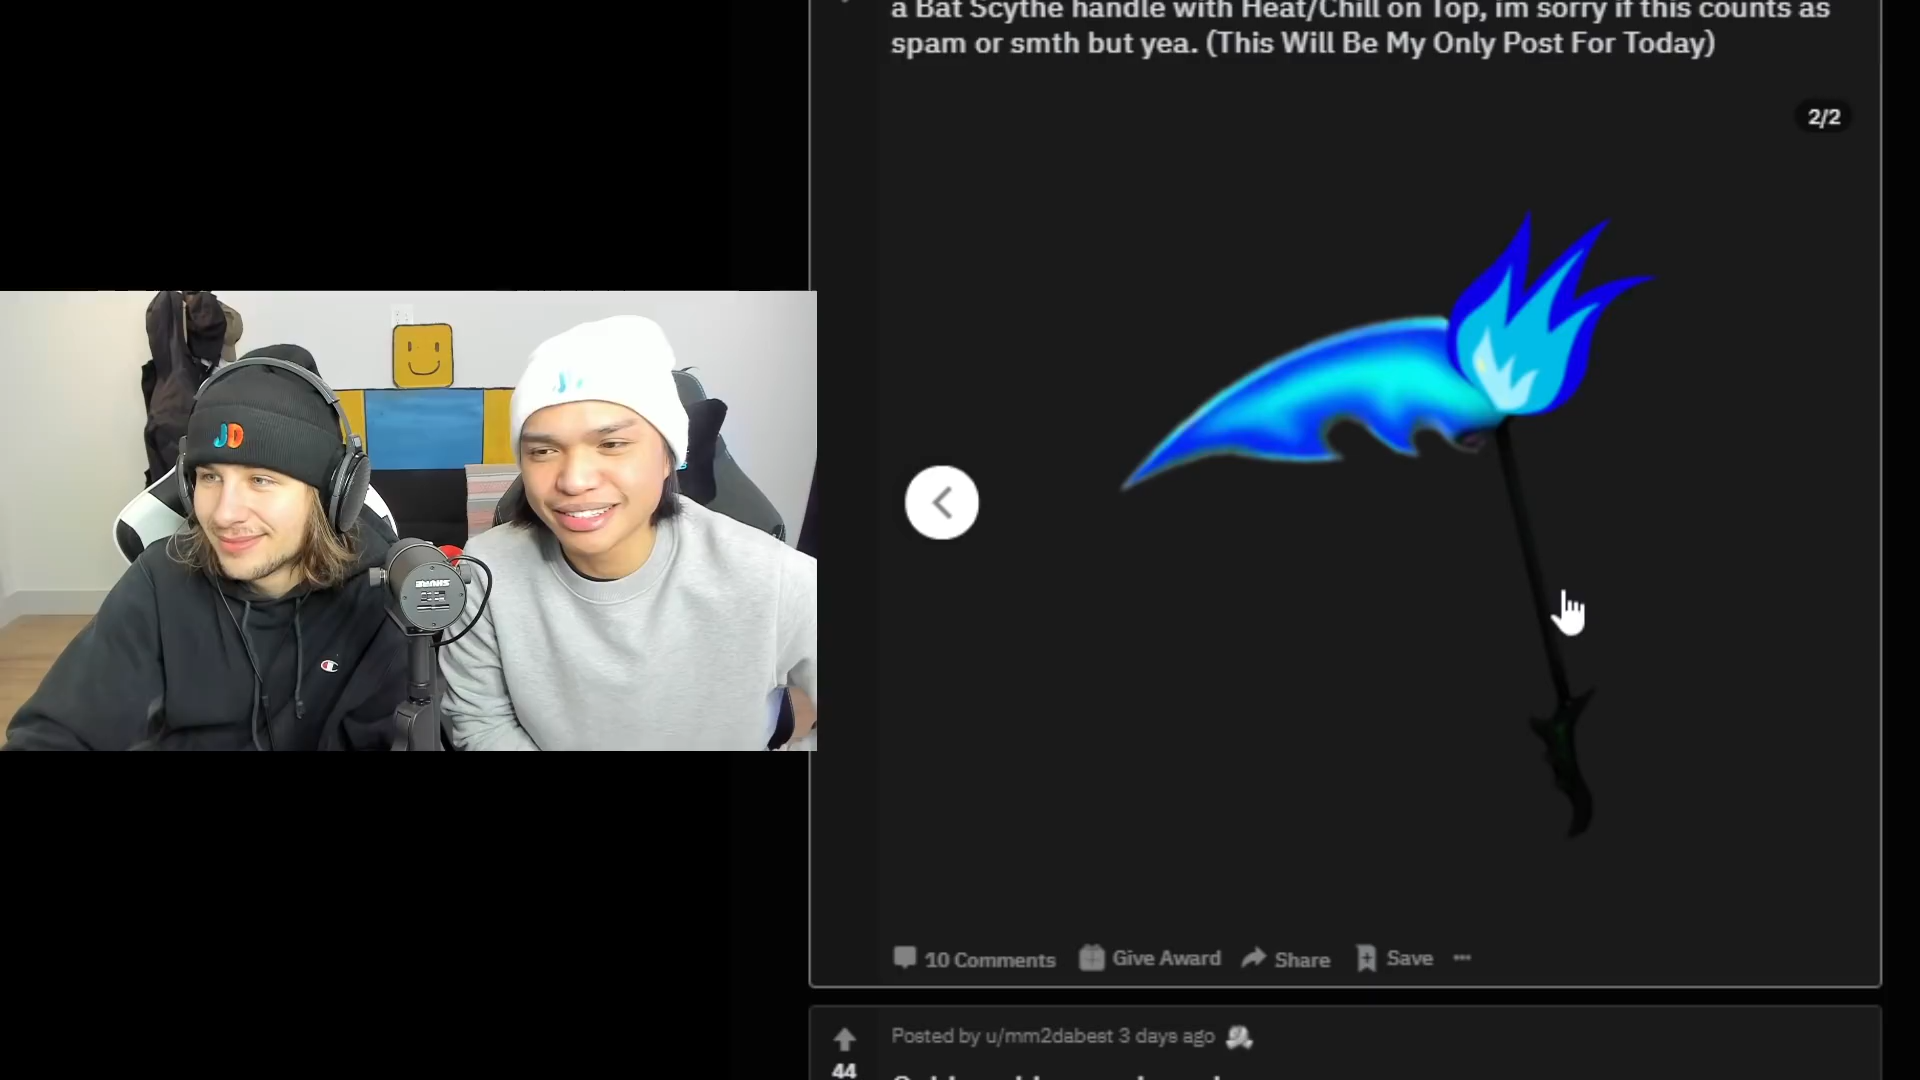 a Bat Scythe handle with Heat/Chill on Top, im sorry if this counts as
spam or smth but yea. (This Will Be My Only Post For Today)
2/2
JD
SHURE
10 Comments
Give Award
Share
Save
Posted by u/mm2dabest 3 days ago
44